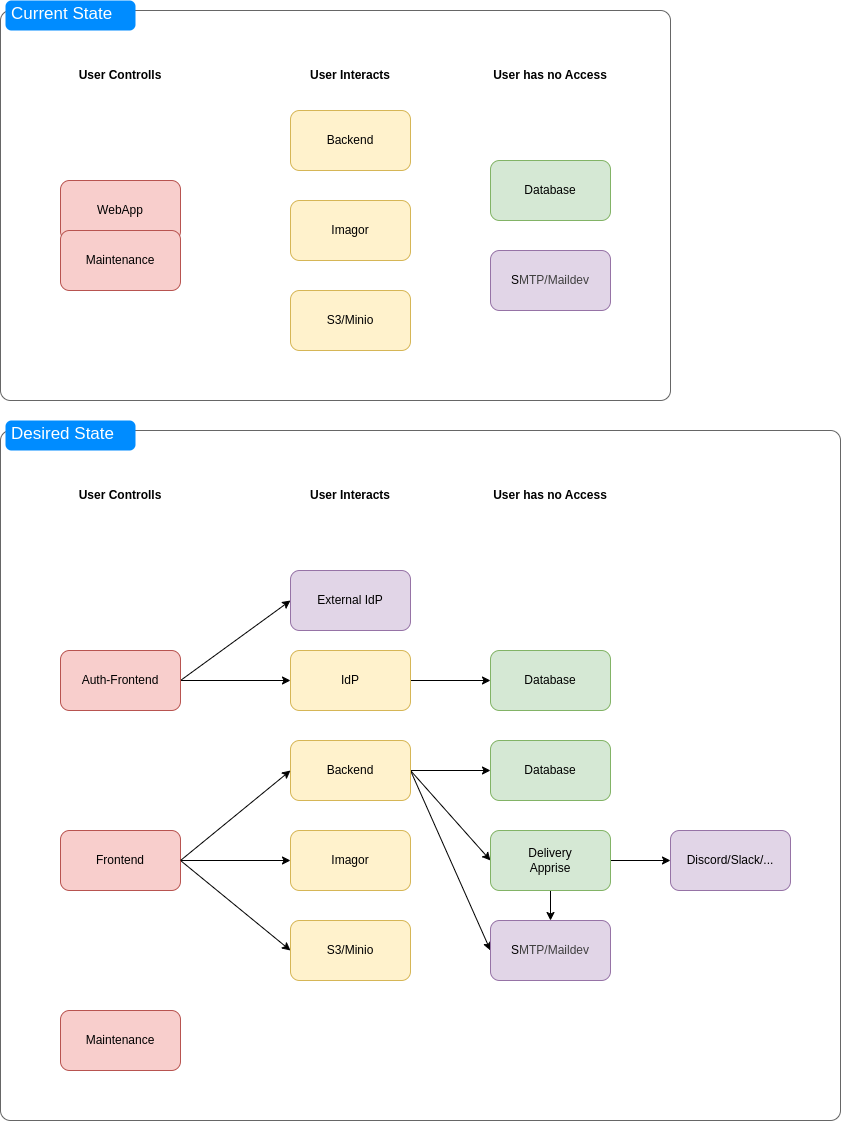 Current State
User Controlls
User Interacts
User has no Access
Backend
Database
WebApp
Imagor
Maintenance
SMTP/Maildev
S3/Minio
Desired State
User Controlls
User Interacts
User has no Access
External IdP
Auth-Frontend
IdP
Database
Backend
Database
Frontend
Imagor
Delivery
Apprise
Discord/Slack/...
S3/Minio
SMTP/Maildev
Maintenance